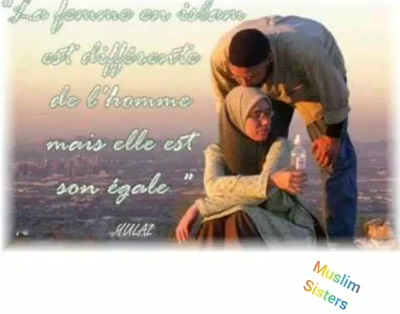 "La femme en islam
est différente
de l'homme
mais elle est
son égale."
Muslim
Sisters